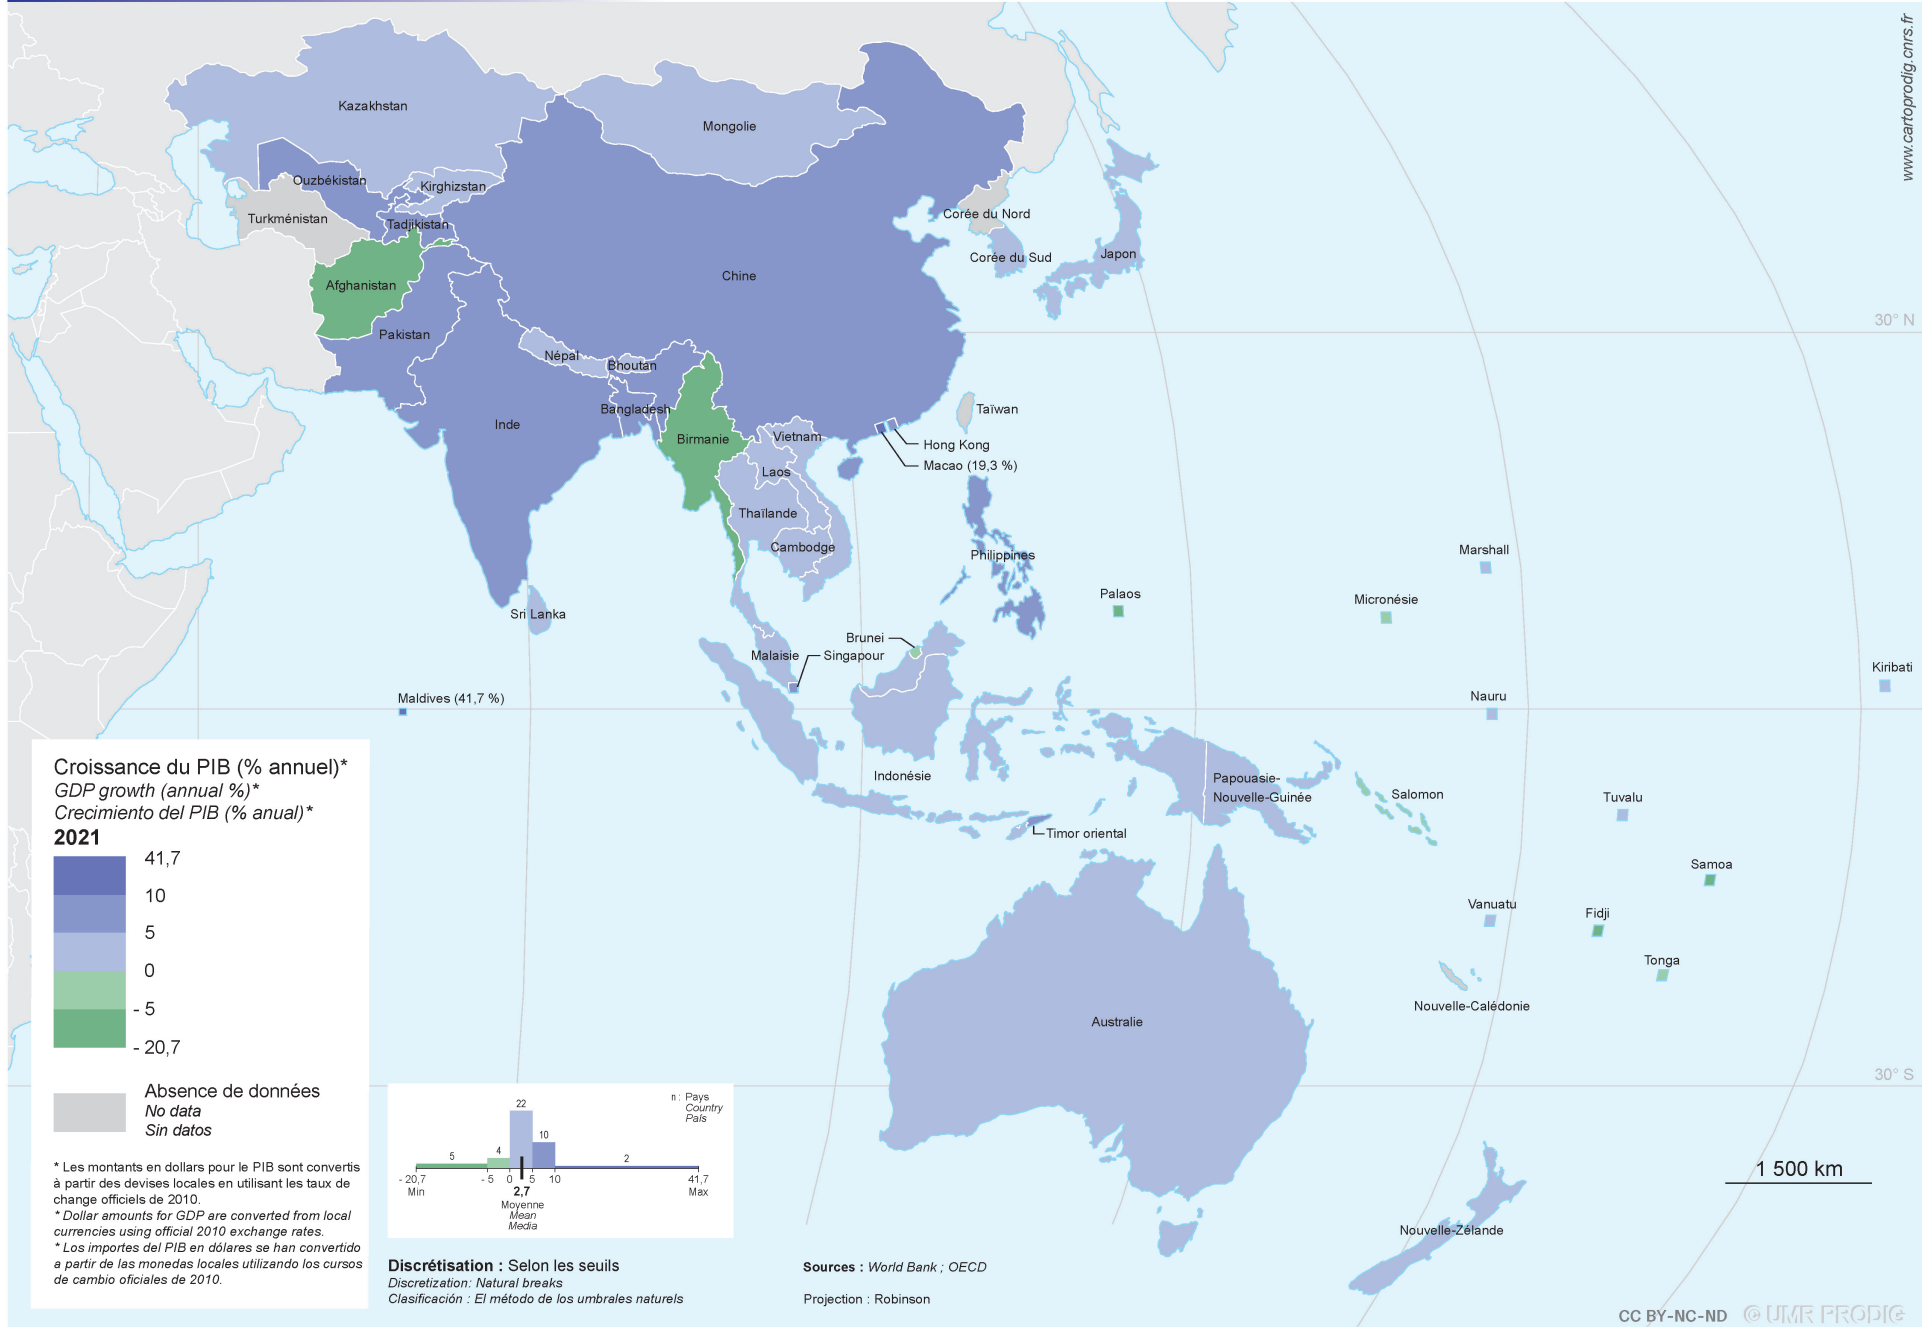 www.cartoprodig.cnrs.fr
Kazakhstan
Mongolie
Ouzbékistan
Kirghizstan
Turkménistan
Tadjikistan
Corée du Nord
Corée du Sud
Japon
Afghanistan
Chine
Pakistan
30° N
Népal
Bhoutan
Bangladesh
Taïwan
Inde
Birmanie
Vietnam
Hong Kong
Macao (19,3 %)
Laos
Thaïlande
Cambodge
Philippines
Marshall
Palaos
Micronésie
Sri Lanka
Brunei
Malaisie
Singapour
Kiribati
Maldives (41,7 %)
Nauru
Indonésie
Papouasie-
Nouvelle-Guinée
Salomon
Tuvalu
Timor oriental
Samoa
Vanuatu
Fidji
Tonga
Nouvelle-Calédonie
Australie
30° S
Nouvelle-Zélande
1 500 km
Croissance du PIB (% annuel)*
GDP growth (annual %)*
Crecimiento del PIB (% anual)*
2021
41,7
10
5
0
- 5
- 20,7
Absence de données
No data
Sin datos
* Les montants en dollars pour le PIB sont convertis
à partir des devises locales en utilisant les taux de
change officiels de 2010.
* Dollar amounts for GDP are converted from local
currencies using official 2010 exchange rates.
* Los importes del PIB en dólares se han convertido
a partir de las monedas locales utilizando los cursos
de cambio oficiales de 2010.
n : Pays
Country
País
22
10
5
4
2
- 20,7
- 5
0
5
10
41,7
Min
2,7
Max
Moyenne
Mean
Media
Discrétisation : Selon les seuils
Discretization: Natural breaks
Clasificación : El método de los umbrales naturels
Sources : World Bank ; OECD
Projection : Robinson
CC BY-NC-ND © UMR PRODIG